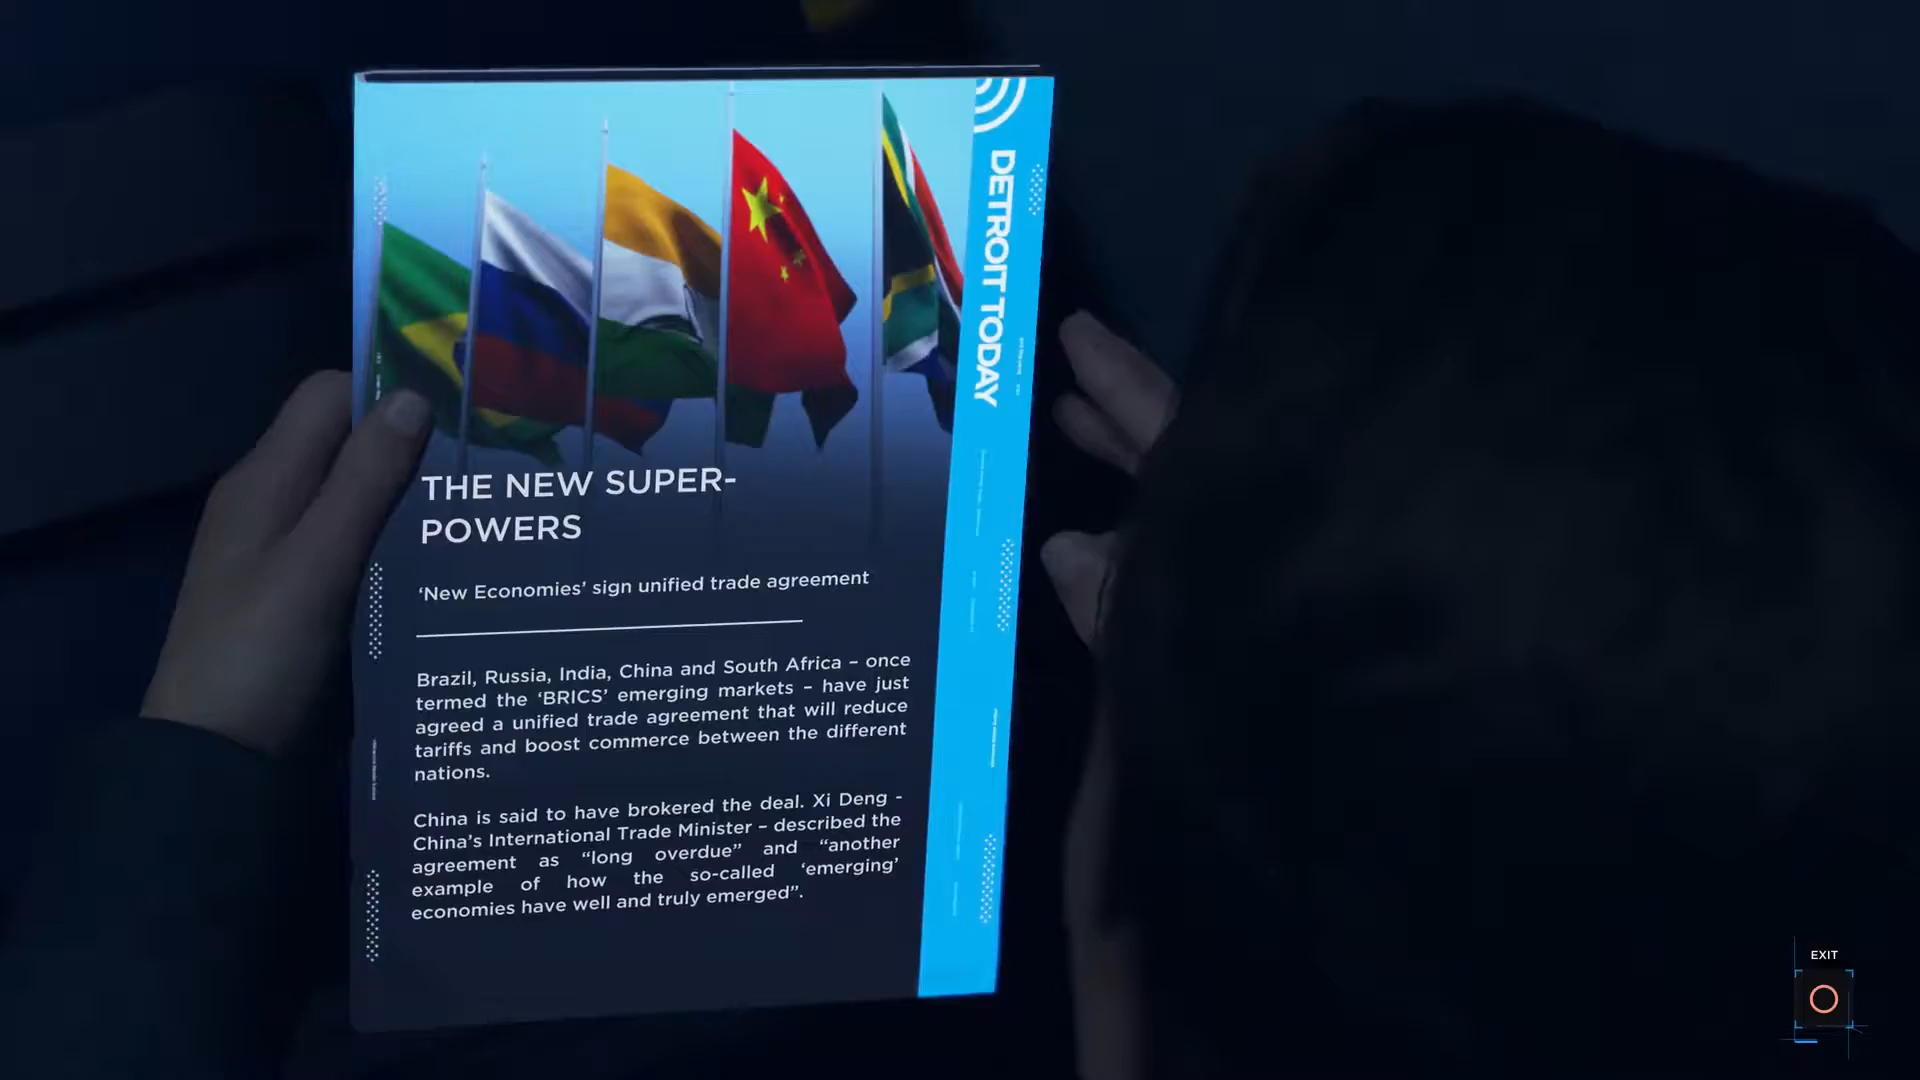 DETROIT TODAY
THE NEW SUPER-
POWERS
‘New Economies’ sign unified trade agreement
Brazil, Russia, India, China and South Africa – once
termed the ‘BRICS’ emerging markets – have just
agreed a unified trade agreement that will reduce
tariffs and boost commerce between the different
nations.
China is said to have brokered the deal. Xi Deng -
China’s International Trade Minister – described the
agreement as “long overdue” and “another
example of how the so-called ‘emerging’
economies have well and truly emerged”.
EXIT